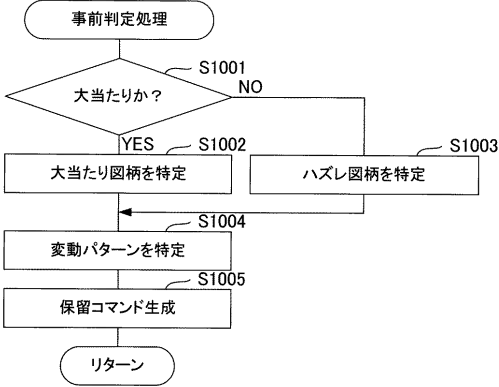 事前判定処理
S1001
大当たりか？
NO
YES
S1002
S1003
大当たり図柄を特定
ハズレ図柄を特定
S1004
変動パターンを特定
S1005
保留コマンド生成
リターン